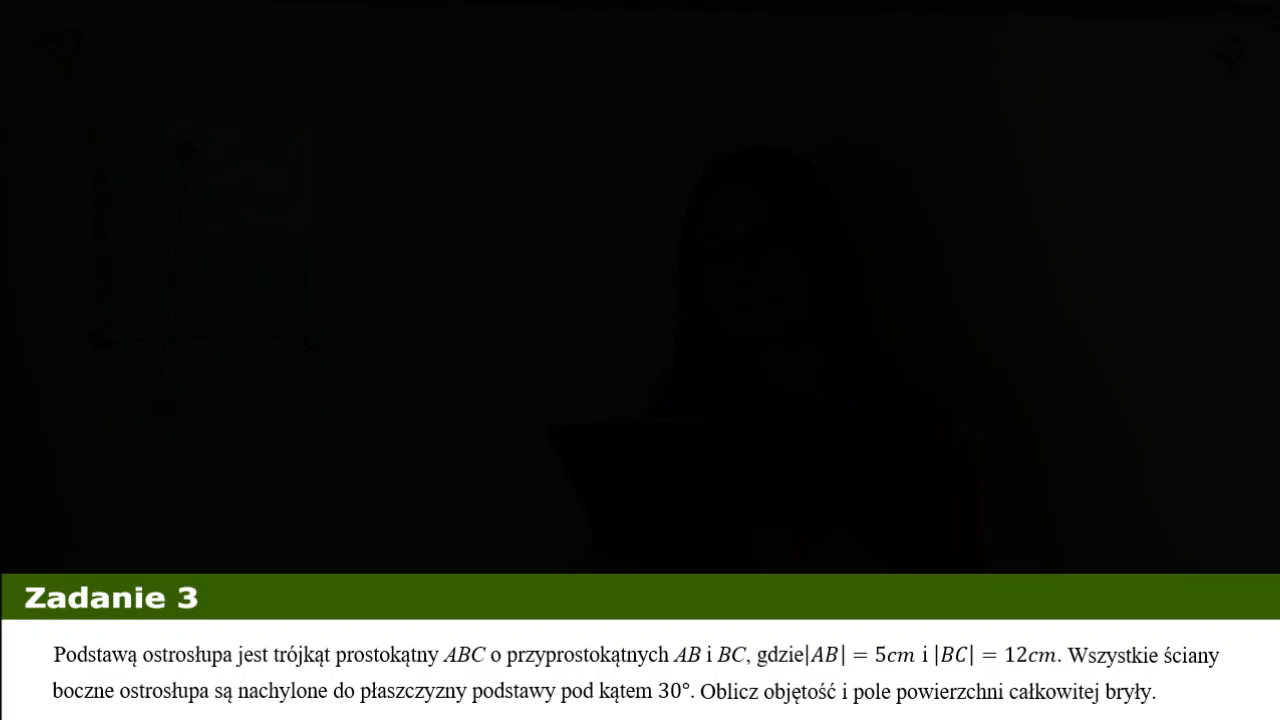 Zadanie 3
Podstawą ostrosłupa jest trójkąt prostokątny ABC o przyprostokątnych AB i BC, gdzie|AB| = 5cm i |BC| = 12cm. Wszystkie ściany
boczne ostrosłupa są nachylone do płaszczyzny podstawy pod kątem 30°. Oblicz objętość i pole powierzchni całkowitej bryły.